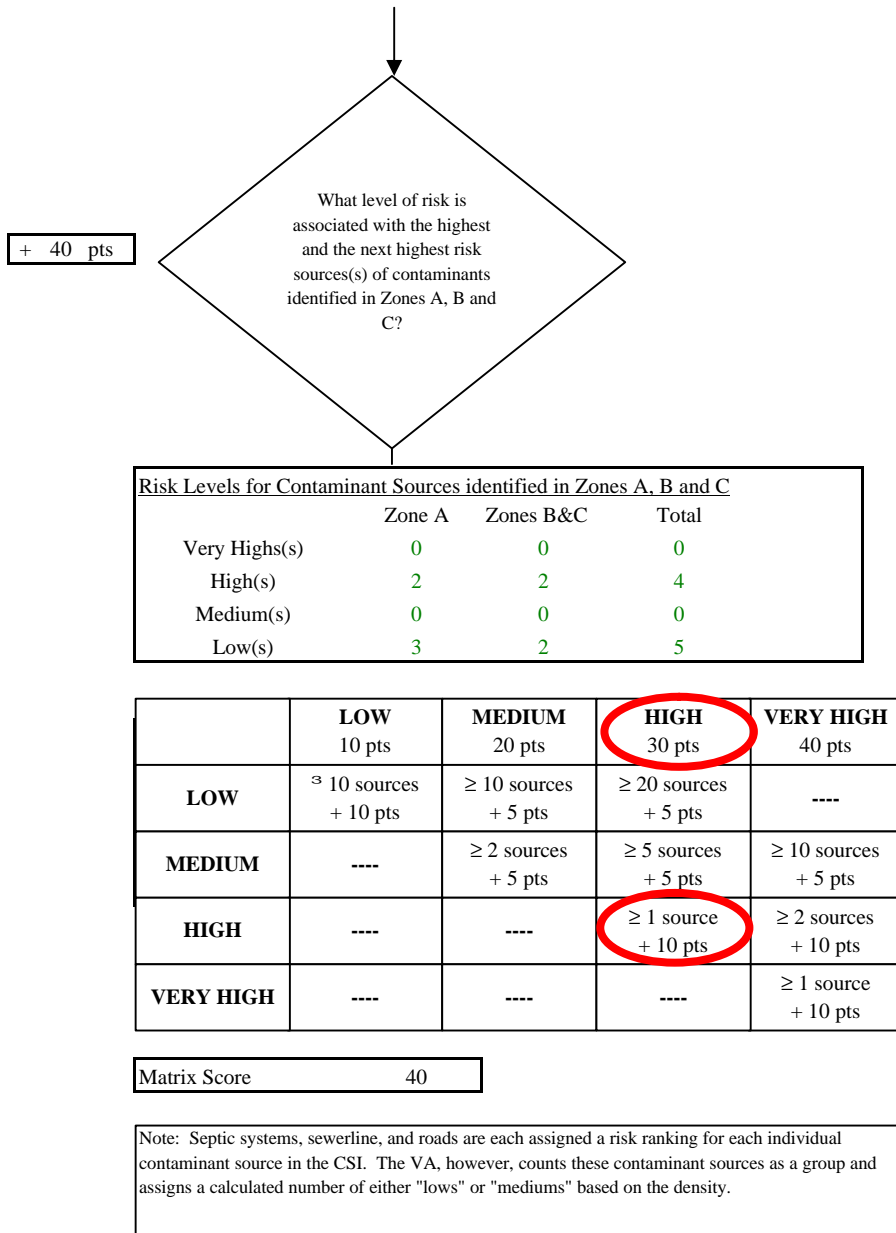 What level of risk is
associated with the highest
and the next highest risk
sources(s) of contaminants
identified in Zones A, B and
C?
+ 40 pts
Risk Levels for Contaminant Sources identified in Zones A, B and C
Zone A Zones B&C Total
Very Highs(s) 0 0 0
High(s) 2 2 4
Medium(s) 0 0 0
Low(s) 3 2 5
LOW MEDIUM HIGH VERY HIGH
10 pts 20 pts 30 pts 40 pts
LOW ³ 10 sources + 10 pts ≥ 10 sources + 5 pts ≥ 20 sources + 5 pts ----
MEDIUM ---- ≥ 2 sources + 5 pts ≥ 5 sources + 5 pts ≥ 10 sources + 5 pts
HIGH ---- ---- ≥ 1 source + 10 pts ≥ 2 sources + 10 pts
VERY HIGH ---- ---- ---- ≥ 1 source + 10 pts
Matrix Score 40
Note: Septic systems, sewerline, and roads are each assigned a risk ranking for each individual
contaminant source in the CSI. The VA, however, counts these contaminant sources as a group and
assigns a calculated number of either "lows" or "mediums" based on the density.